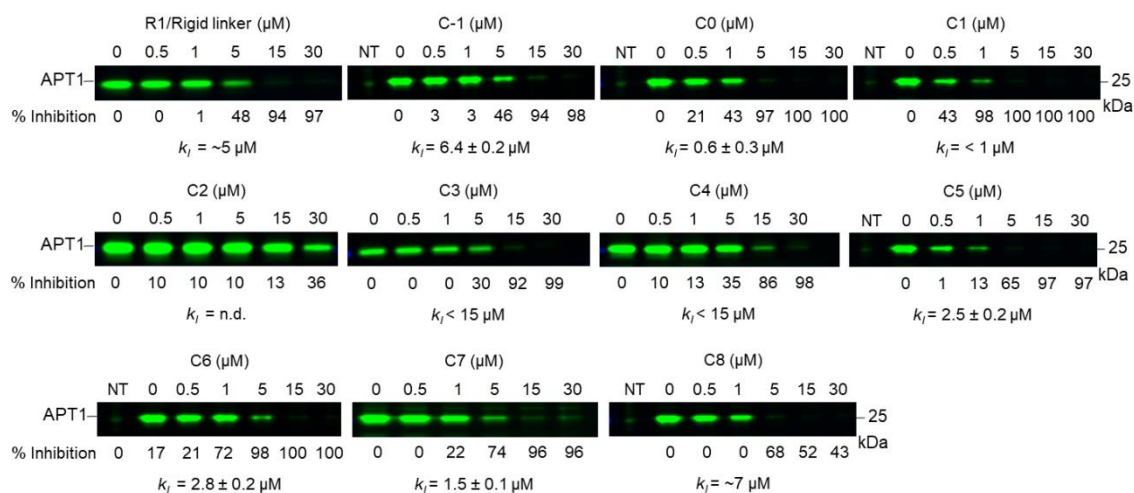 R1/Rigid linker (µM)
0 0.5 1 5 15 30
APT1
% Inhibition 0 0 1 48 94 97
kI = ~5 µM
C-1 (µM)
NT 0 0.5 1 5 15 30
0 3 3 46 94 98
kI = 6.4 ± 0.2 µM
C0 (µM)
NT 0 0.5 1 5 15 30
0 21 43 97 100 100
kI = 0.6 ± 0.3 µM
C1 (µM)
NT 0 0.5 1 5 15 30
25
kDa
0 43 98 100 100 100
kI = < 1 µM
C2 (µM)
0 0.5 1 5 15 30
APT1
% Inhibition 0 10 10 10 13 36
kI = n.d.
C3 (µM)
0 0.5 1 5 15 30
0 0 0 30 92 99
kI < 15 µM
C4 (µM)
0 0.5 1 5 15 30
0 10 13 35 86 98
kI < 15 µM
C5 (µM)
NT 0 0.5 1 5 15 30
25
kDa
0 1 13 65 97 97
kI = 2.5 ± 0.2 µM
C6 (µM)
NT 0 0.5 1 5 15 30
APT1
% Inhibition 0 17 21 72 98 100 100
kI = 2.8 ± 0.2 µM
C7 (µM)
0 0.5 1 5 15 30
0 0 22 74 96 96
kI = 1.5 ± 0.1 µM
C8 (µM)
NT 0 0.5 1 5 15 30
25
kDa
0 0 0 0 68 52 43
kI = ~7 µM